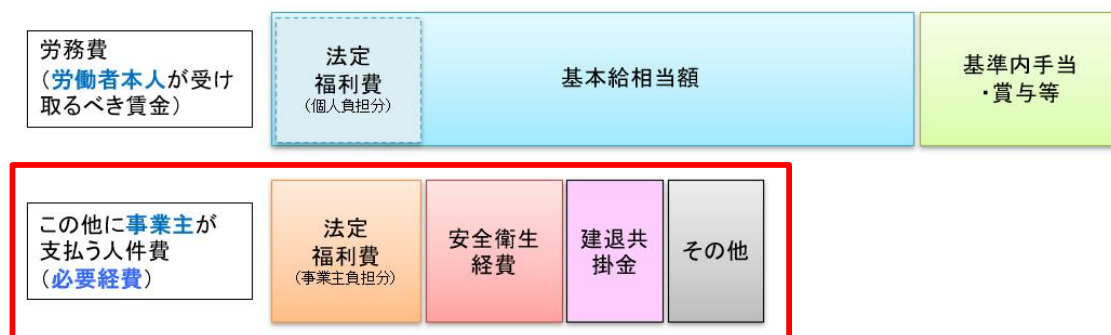 労務費
(労働者本人が受け
取るべき賃金)
法定
福利費
(個人負担分)
基本給相当額
基準内手当
・賞与等
この他に事業主が
支払う人件費
(必要経費)
法定
福利費
(事業主負担分)
安全衛生
経費
建退共
掛金
その他